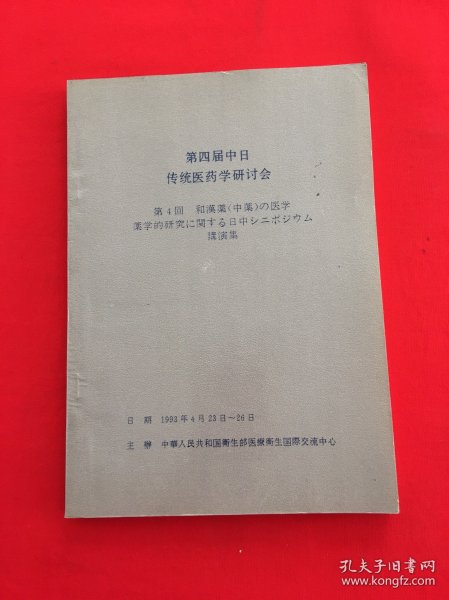 第四届中日
传统医药学研讨会
第4回 和漢薬(中薬)の医学
薬学的研究に関する日中シニポジウム
講演集
日 期 1993年4月23日~26日
主 辦 中華人民共和国衛生部医療衛生国際交流中心
孔夫子旧书网
www.kongfz.com